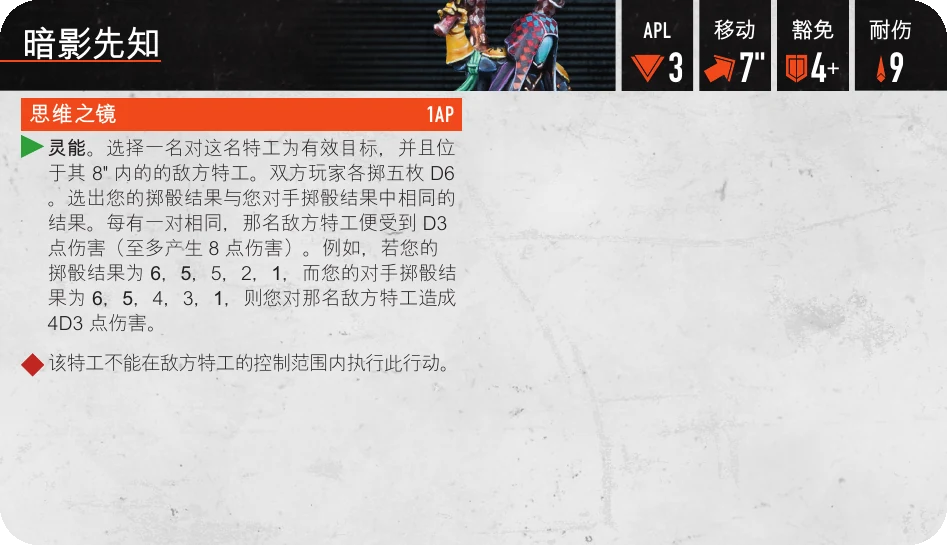 暗影先知
APL
3
移动
7"
豁免
4+
耐伤
9
思维之镜 1AP
灵能。选择一名对这名特工为有效目标，并且位
于其 8" 内的的敌方特工。双方玩家各掷五枚 D6
。选出您的掷骰结果与您对手掷骰结果中相同的
结果。每有一对相同，那名敌方特工便受到 D3
点伤害（至多产生 8 点伤害）。例如，若您的
掷骰结果为 6，5，5，2，1，而您的对手掷骰结
果为 6，5，4，3，1，则您对那名敌方特工造成
4D3 点伤害。
该特工不能在敌方特工的控制范围内执行此行动。